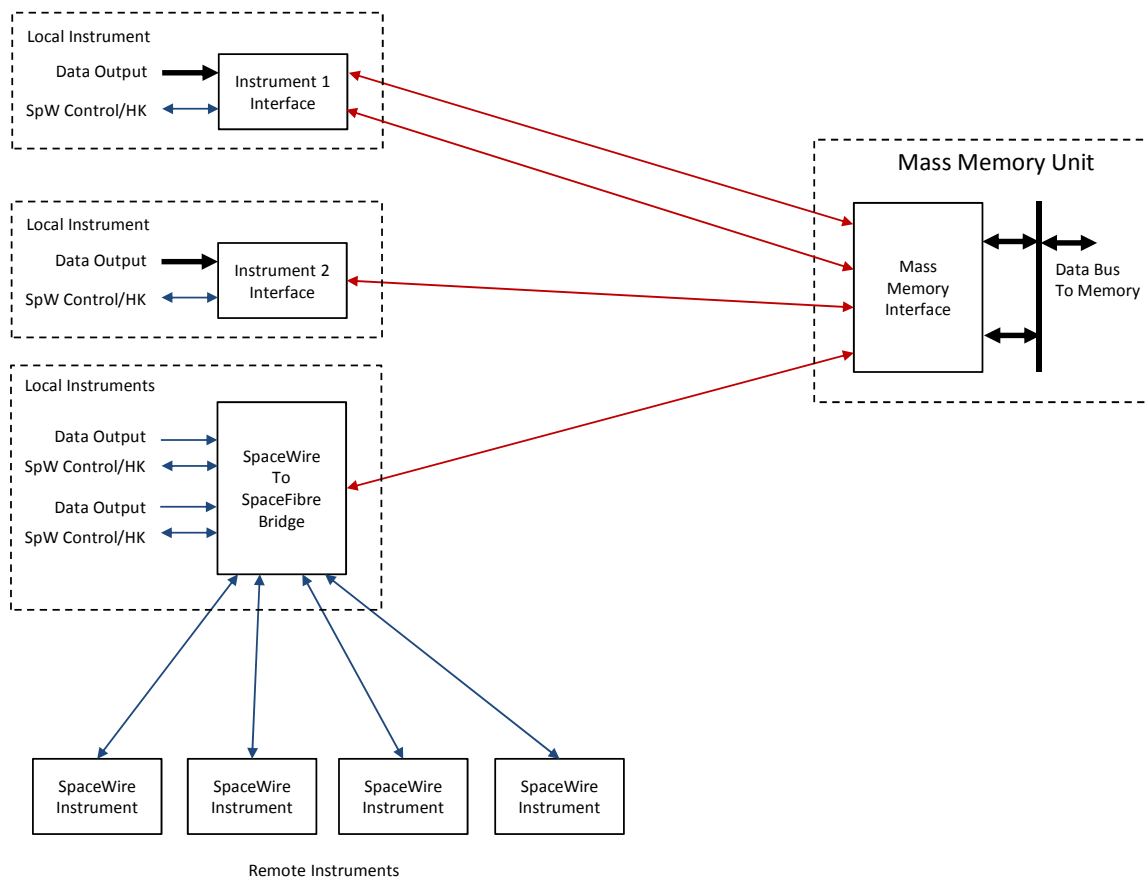 Local Instrument
Data Output
SpW Control/HK
Instrument 1
Interface
Local Instrument
Data Output
SpW Control/HK
Instrument 2
Interface
Mass Memory Unit
Mass
Memory
Interface
Data Bus
To Memory
Local Instruments
Data Output
SpW Control/HK
Data Output
SpW Control/HK
SpaceWire
To
SpaceFibre
Bridge
SpaceWire
Instrument
SpaceWire
Instrument
SpaceWire
Instrument
SpaceWire
Instrument
Remote Instruments